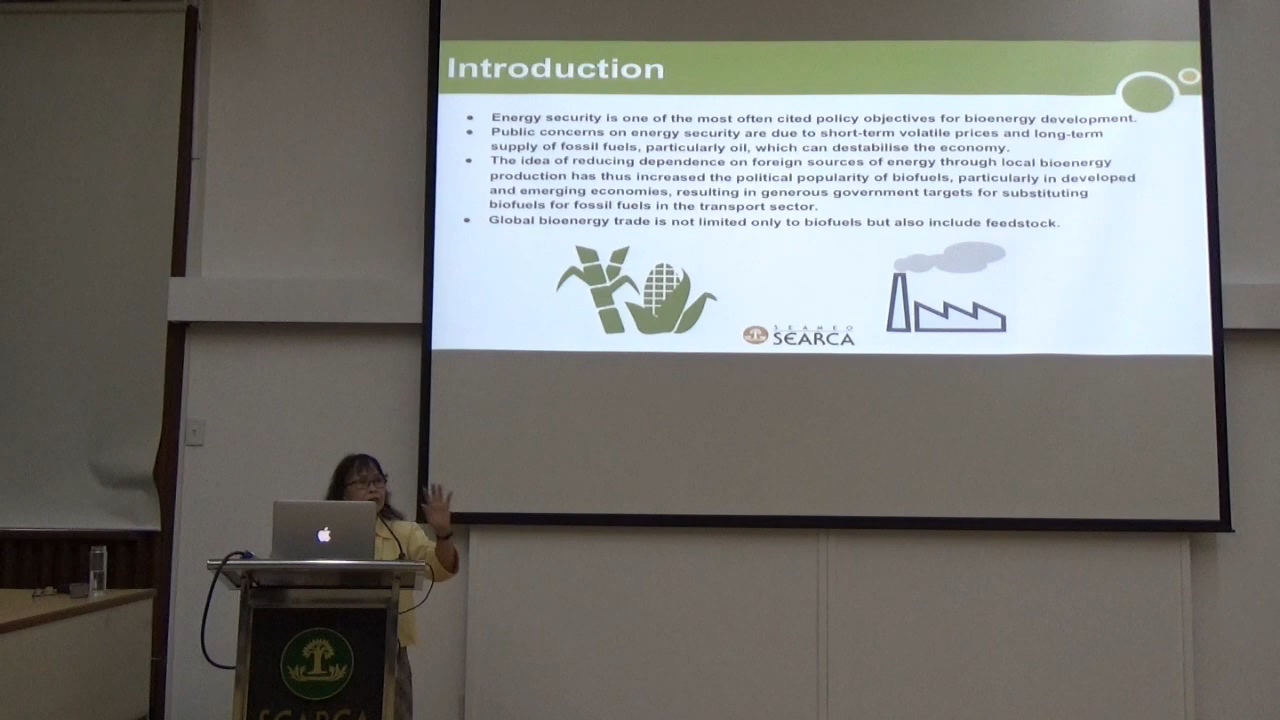 Introduction
● Energy security is one of the most often cited policy objectives for bioenergy development.
● Public concerns on energy security are due to short-term volatile prices and long-term
supply of fossil fuels, particularly oil, which can destabilise the economy.
● The idea of reducing dependence on foreign sources of energy through local bioenergy
production has thus increased the political popularity of biofuels, particularly in developed
and emerging economies, resulting in generous government targets for substituting
biofuels for fossil fuels in the transport sector.
● Global bioenergy trade is not limited only to biofuels but also include feedstock.
SEAMEO
SEARCA
SEARCA